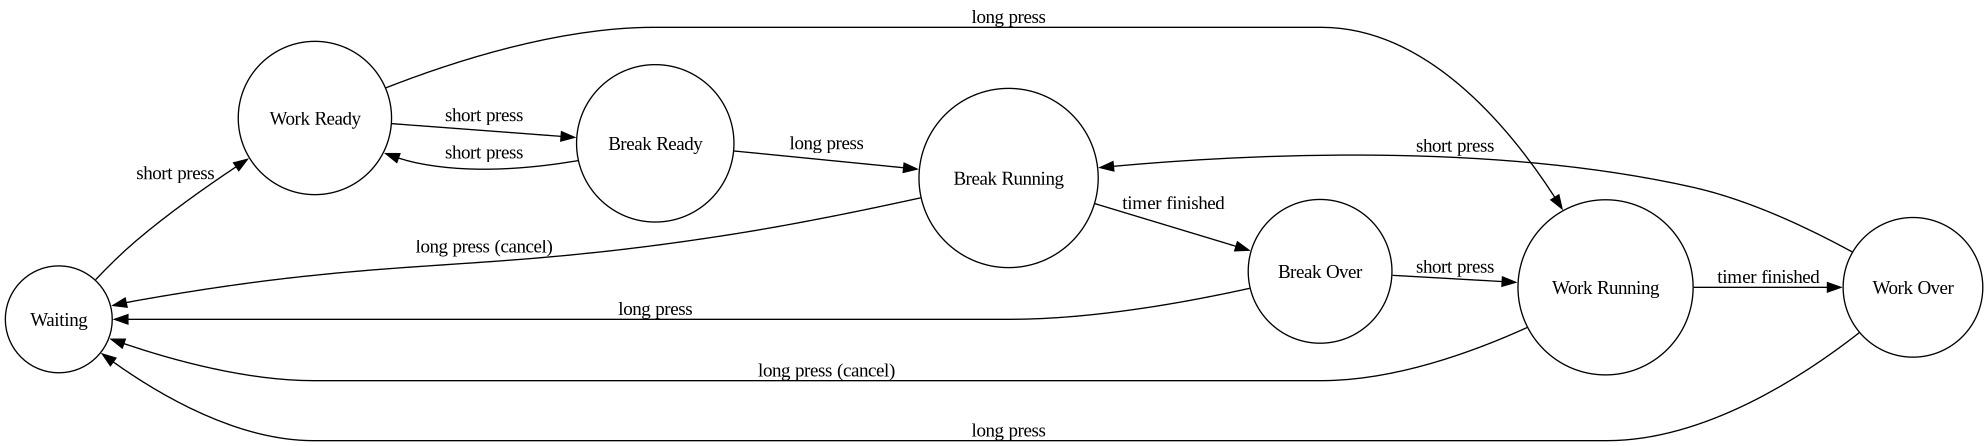 long press
Work Ready
short press
Break Ready
short press
long press
short press
short press
Break Running
timer finished
long press (cancel)
Break Over
short press
Work Running
timer finished
Work Over
Waiting
long press
long press (cancel)
long press